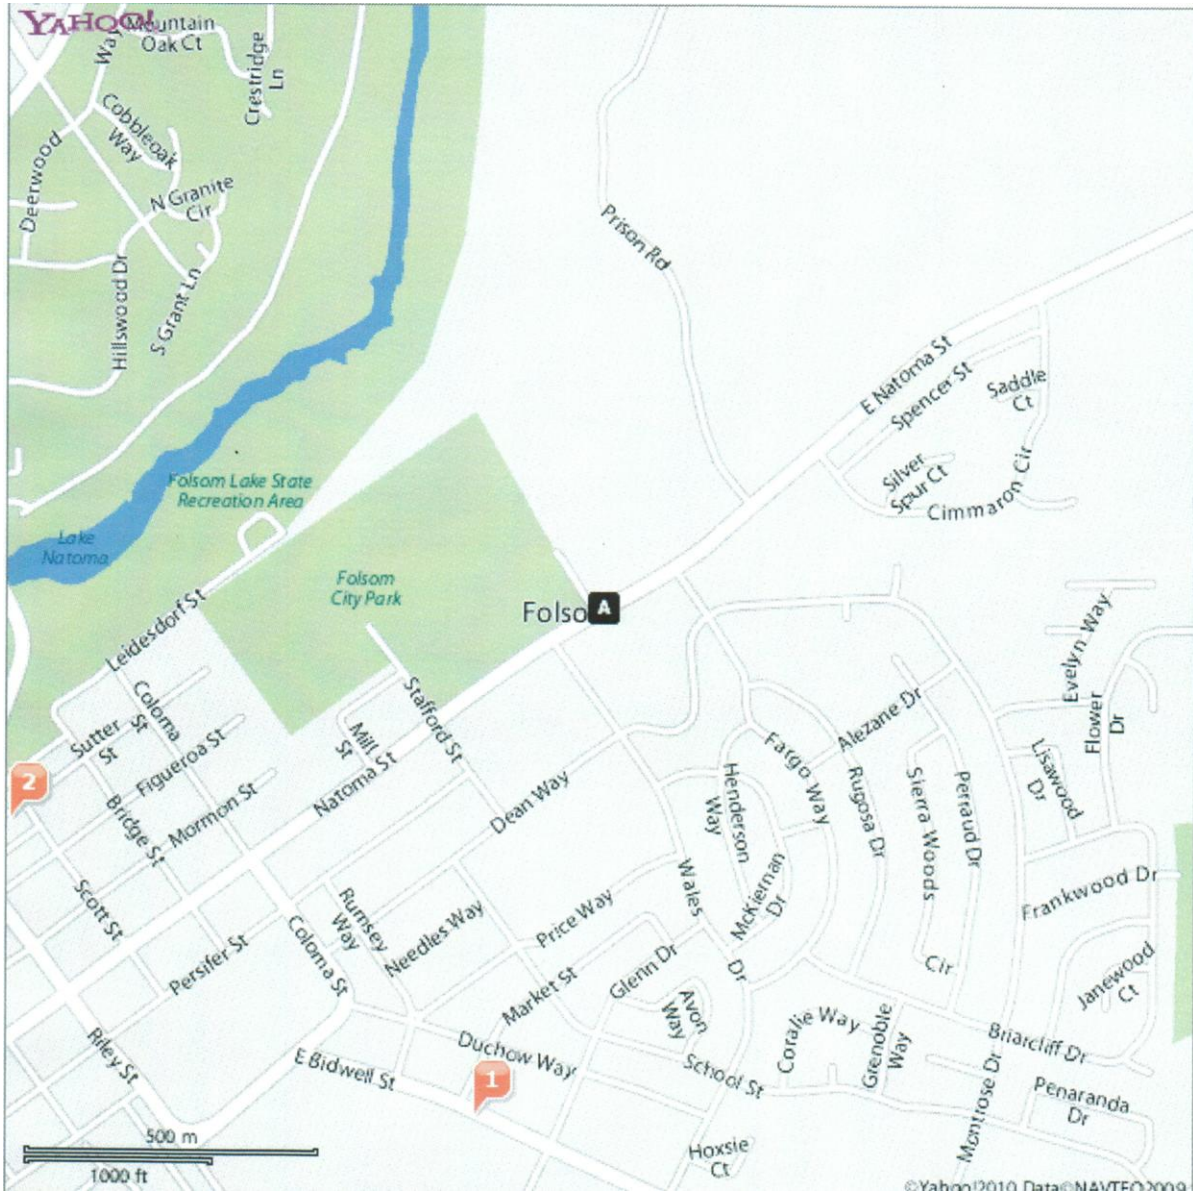 YAHOO!
Mountain
Oak Ct
Way
Crestridge
Ln
Cobbleoak
Way
Deerwood
N Granite
Cir
Hillswood Dr
S Grant Ln
Prison Rd
E Natoma St
Spencer St
Saddle
Ct
Silver
Spur Ct
Cimmaron Cir
Folsom Lake State
Recreation Area
Lake
Natoma
Folsom
City Park
Folso
A
Leidesdorf St
Evelyn Way
Flower
Dr
Coloma
St
Sutter
St
Figueroa St
Mill
St
Stafford St
Natoma St
Alezane Dr
Fargo Way
Lisawood
Dr
2
Bridge St
Mormon St
Dean Way
Henderson
Way
Rugosa Dr
Sierra Woods
Cir
Perraud Dr
Scott St
Persifer St
Coloma St
Rumsey
Way
Needles Way
Price Way
Wales
Dr
McKiernan
Dr
Frankwood Dr
Market St
Glenn Dr
Avon
Way
Janewood
Ct
Riley St
E Bidwell St
Duchow Way
1
School St
Coralie Way
Grenoble
Way
Briarcliff Dr
Montrose Dr
Penaranda
Dr
Hoxsie
Ct
500 m
1000 ft
©Yahoo!2010 Data©NAVTEQ2009